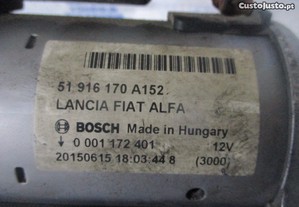 CustoJusto.pt
51 916 170 A152
LANCIA FIAT ALFA
BOSCH Made in Hungary
0 001 172 401 12V
20150615 18:03:44 8 (3000)